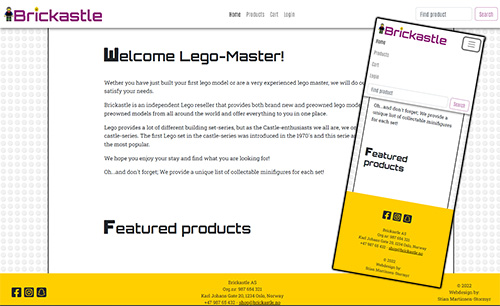 Brickastle
Home Products Cart Login
Find product Search
Welcome Lego-Master!
Wether you have just built your first lego model or are a very experienced lego master, we will do o
satisfy your needs.
Brickastle is an independent Lego reseller that provides both brand new and preowned lego mode
preowned models from all around the world and offer everything to you in one place.
Lego provides a lot of different building set-series, but as the Castle-enthusiasts we all are, we
castle-series. The first Lego set in the castle-series was introduced in the 1970's and this serie a
the most popular.
We hope you enjoy your stay and find what you are looking for!
Oh...and don't forget; We provide a unique list of collectable minifigures for each set!
Featured products
Brickastle AS
Org.nr: 987 654 321
Karl Johans Gate 20, 1234 Oslo, Norway
+47 987 65 432 - shop@brickastle.no
© 2022
Webdesign by:
Stian Martinsen-Stormyr
Brickastle
Home
Products
Cart
Login
Find product Search
Oh...and don't forget; We provide a
unique list of collectable minifigures
for each set!
Featured
products
Brickastle AS
Org.nr: 987 654 321
Karl Johans Gate 20, 1234 Oslo, Norway
+47 987 65 432 - shop@brickastle.no
© 2022
Webdesign by:
Stian Martinsen-Stormyr